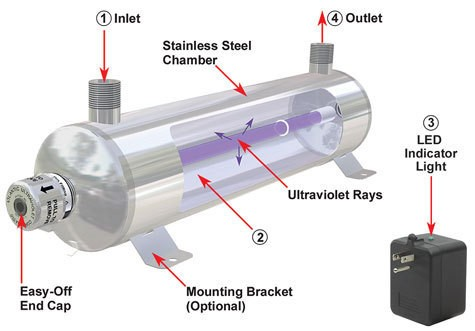 1 Inlet
4 Outlet
Stainless Steel
Chamber
3
LED
Indicator
Light
Ultraviolet Rays
2
Easy-Off
End Cap
Mounting Bracket
(Optional)